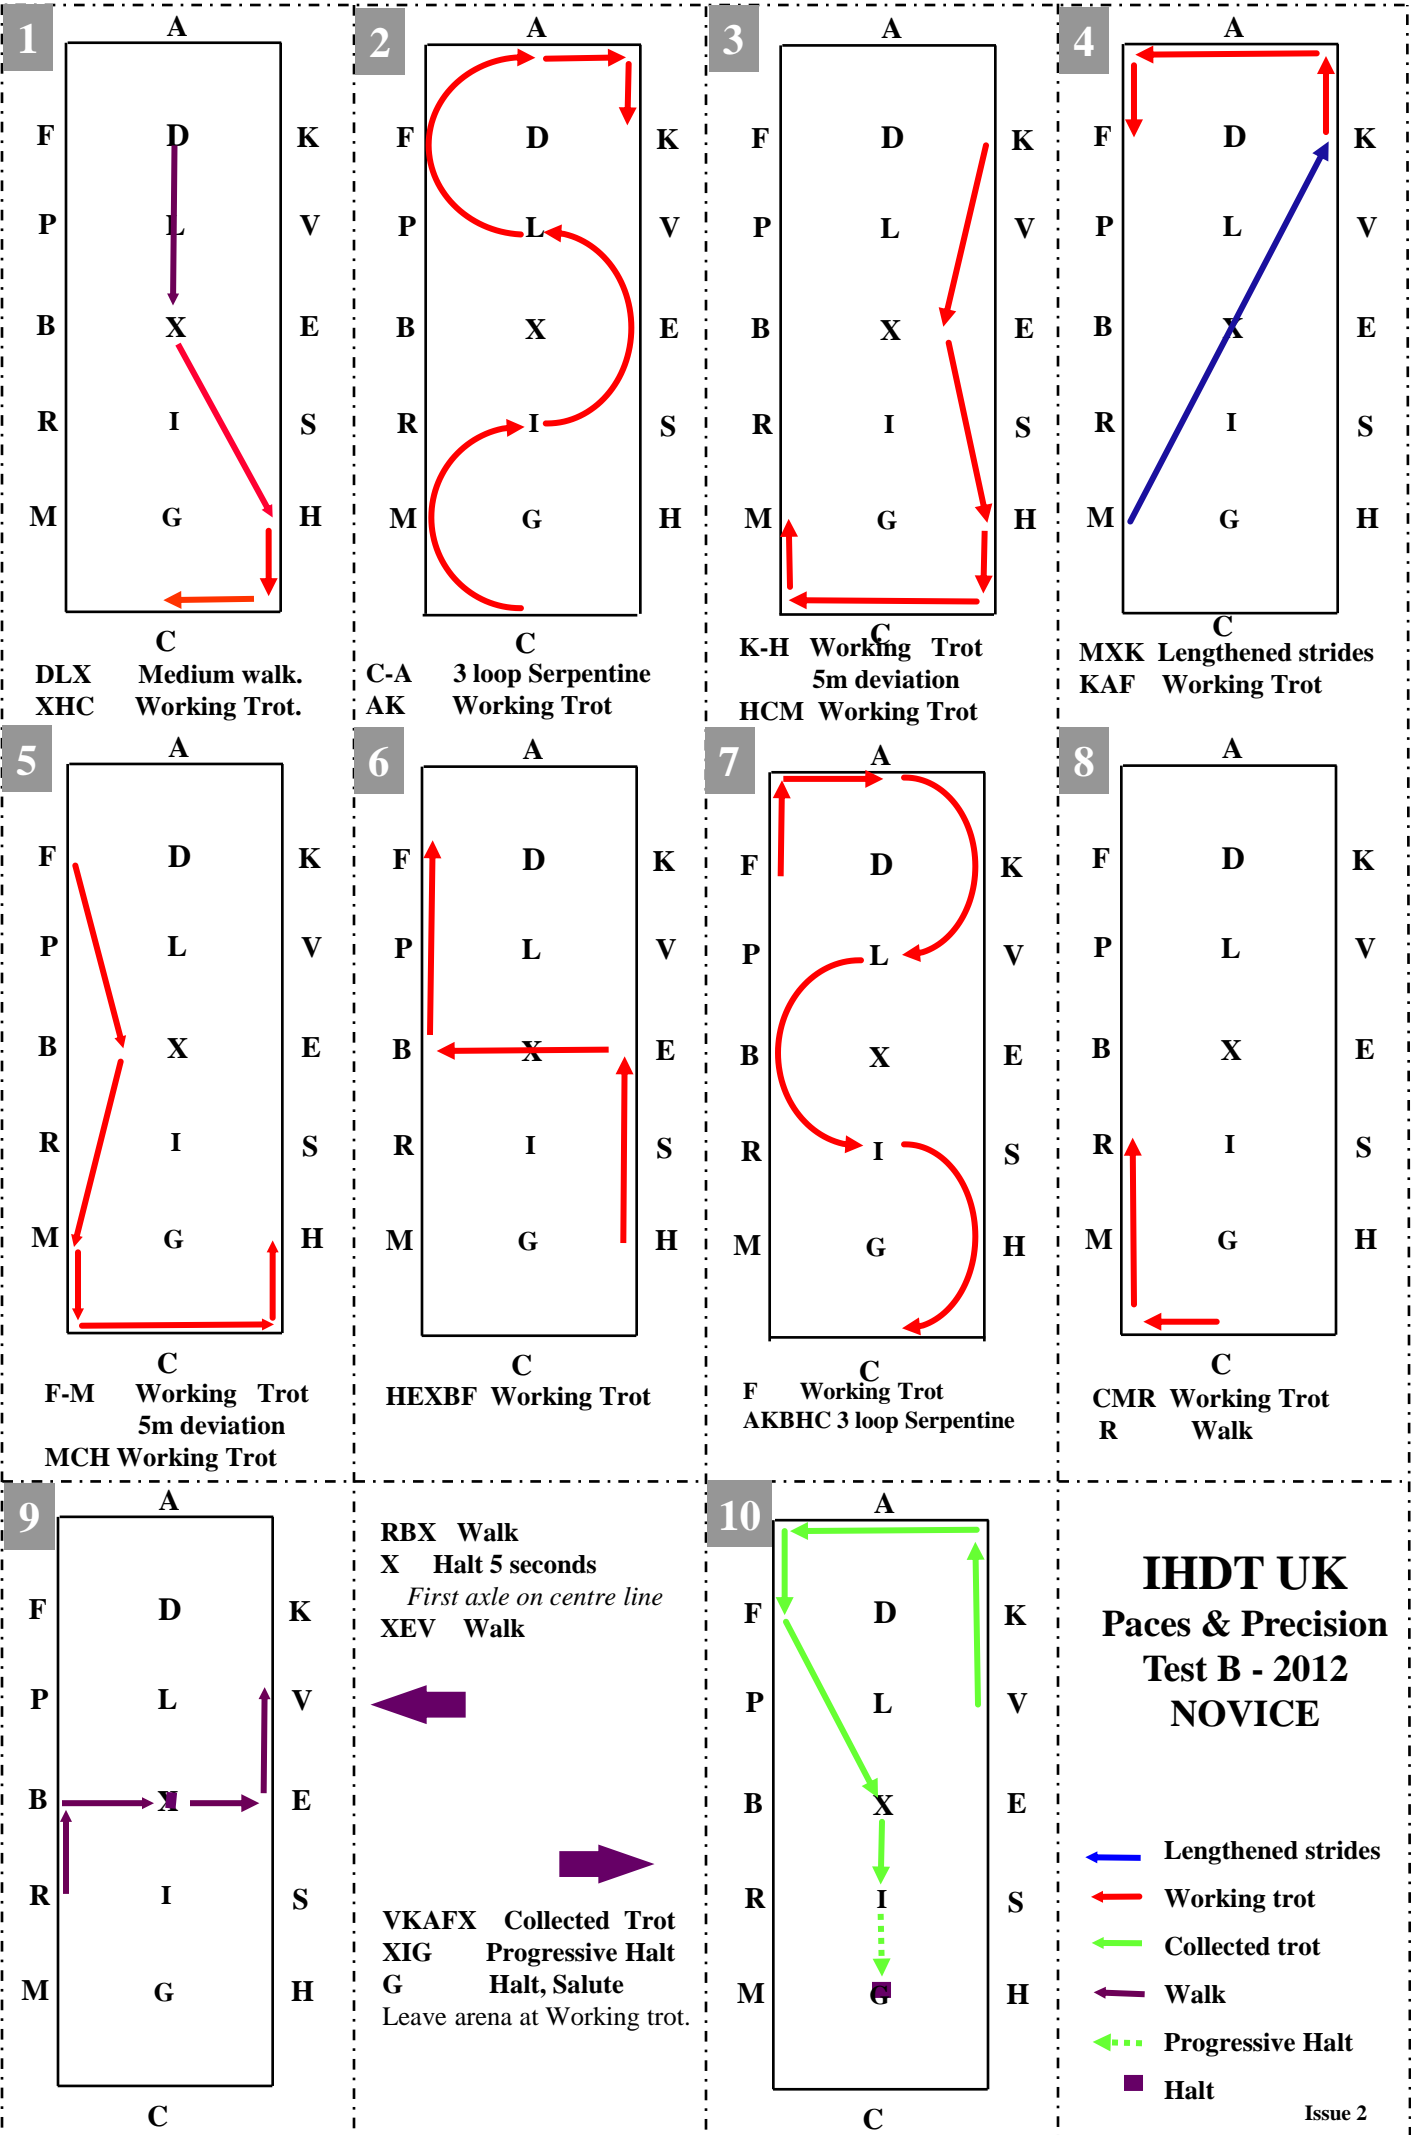 1
A
F D K
P L V
B X E
R I S
M G H
C
DLX Medium walk.
XHC Working Trot.
2
A
F D K
P L V
B X E
R I S
M G H
C
C-A 3 loop Serpentine
AK Working Trot
3
A
F D K
P L V
B X E
R I S
M G H
C
K-H Working Trot
5m deviation
HCM Working Trot
4
A
F D K
P L V
B X E
R I S
M G H
C
MXK Lengthened strides
KAF Working Trot
5
A
F D K
P L V
B X E
R I S
M G H
C
F-M Working Trot
5m deviation
MCH Working Trot
6
A
F D K
P L V
B X E
R I S
M G H
C
HEXBF Working Trot
7
A
F D K
P L V
B X E
R I S
M G H
C
F Working Trot
AKBHC 3 loop Serpentine
8
A
F D K
P L V
B X E
R I S
M G H
C
CMR Working Trot
R Walk
9
A
F D K
P L V
B X E
R I S
M G H
C
RBX Walk
X Halt 5 seconds
First axle on centre line
XEV Walk
VKAFX Collected Trot
XIG Progressive Halt
G Halt, Salute
Leave arena at Working trot.
10
A
F D K
P L V
B X E
R I S
M G H
C
IHDT UK
Paces & Precision
Test B - 2012
NOVICE
Lengthened strides
Working trot
Collected trot
Walk
Progressive Halt
Halt
Issue 2